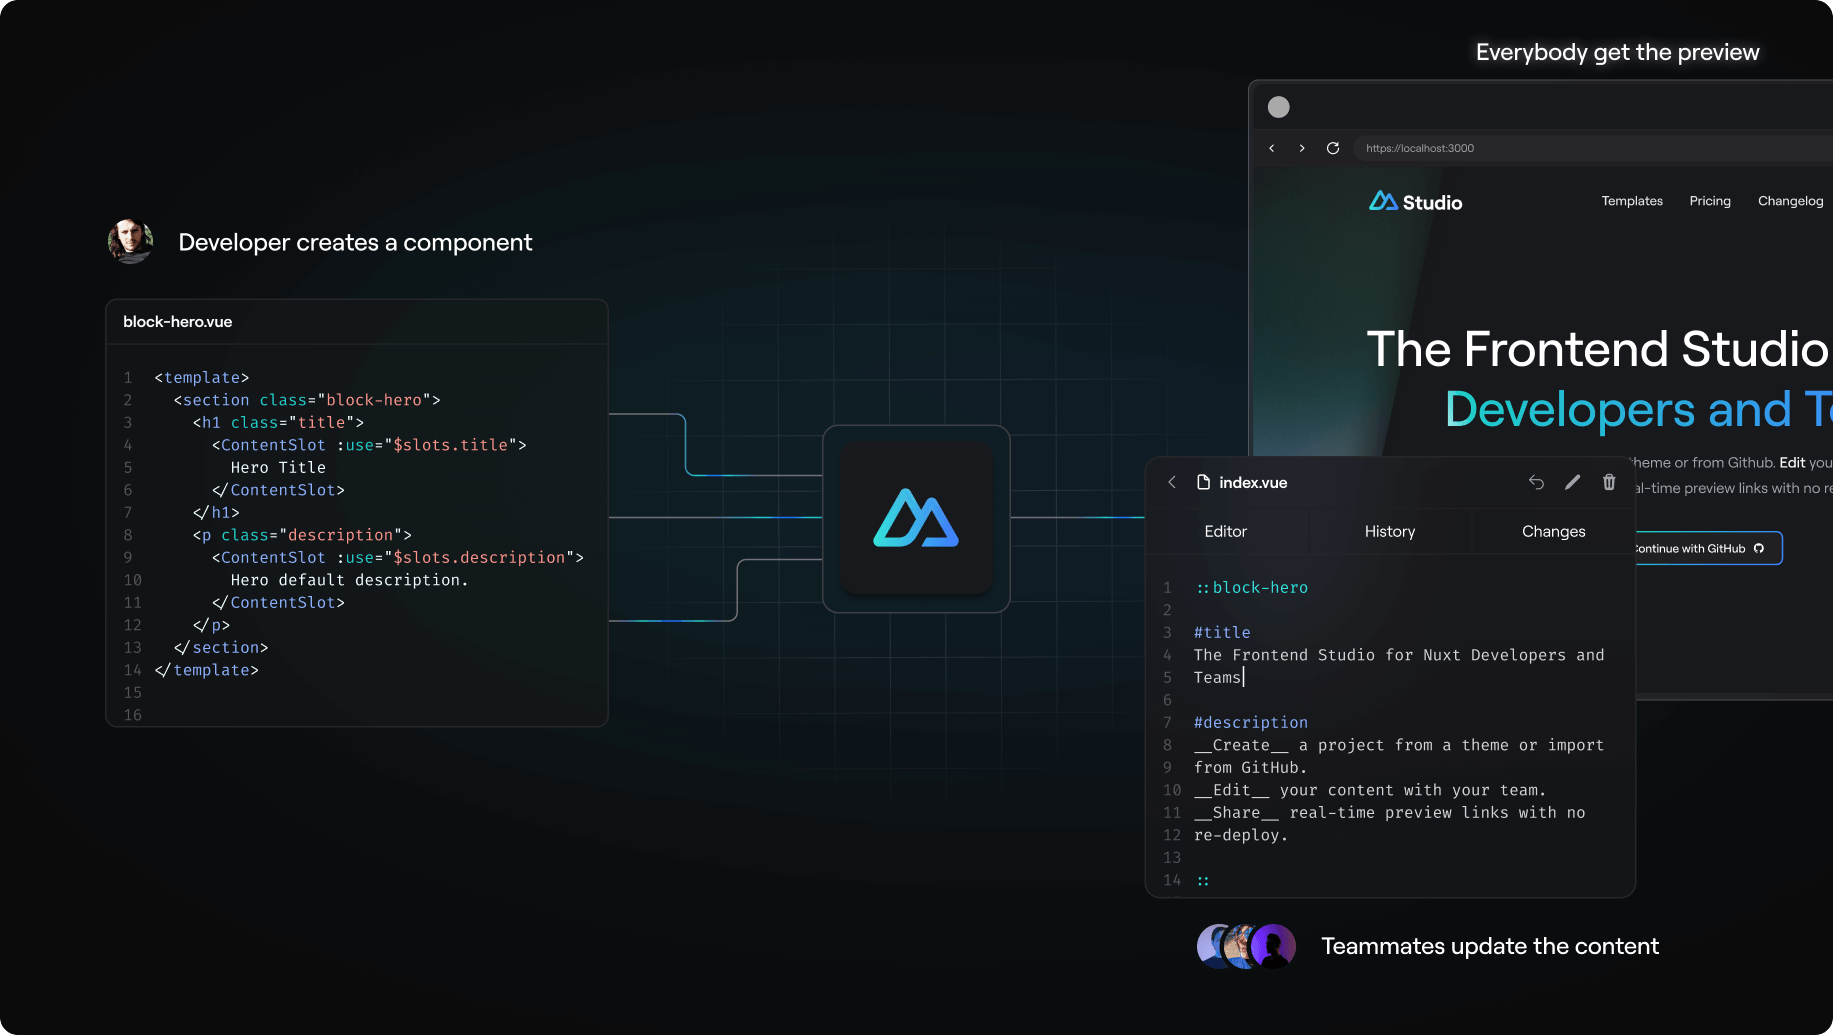 Everybody get the preview
https://localhost:3000
Studio
Templates
Pricing
Changelog
The Frontend Studio
Developers and
theme or from Github. Edit you
al-time preview links with no re
Continue with GitHub
Developer creates a component
block-hero.vue
1 <template>
2 <section class="block-hero">
3 <h1 class="title">
4 <ContentSlot :use="$slots.title">
5 Hero Title
6 </ContentSlot>
7 </h1>
8 <p class="description">
9 <ContentSlot :use="$slots.description">
10 Hero default description.
11 </ContentSlot>
12 </p>
13 </section>
14 </template>
15
16
index.vue
Editor
History
Changes
1 ::block-hero
2
3 #title
4 The Frontend Studio for Nuxt Developers and
5 Teams
6
7 #description
8 __Create__ a project from a theme or import
9 from GitHub.
10 __Edit__ your content with your team.
11 __Share__ real-time preview links with no
12 re-deploy.
13
14 ::
Teammates update the content